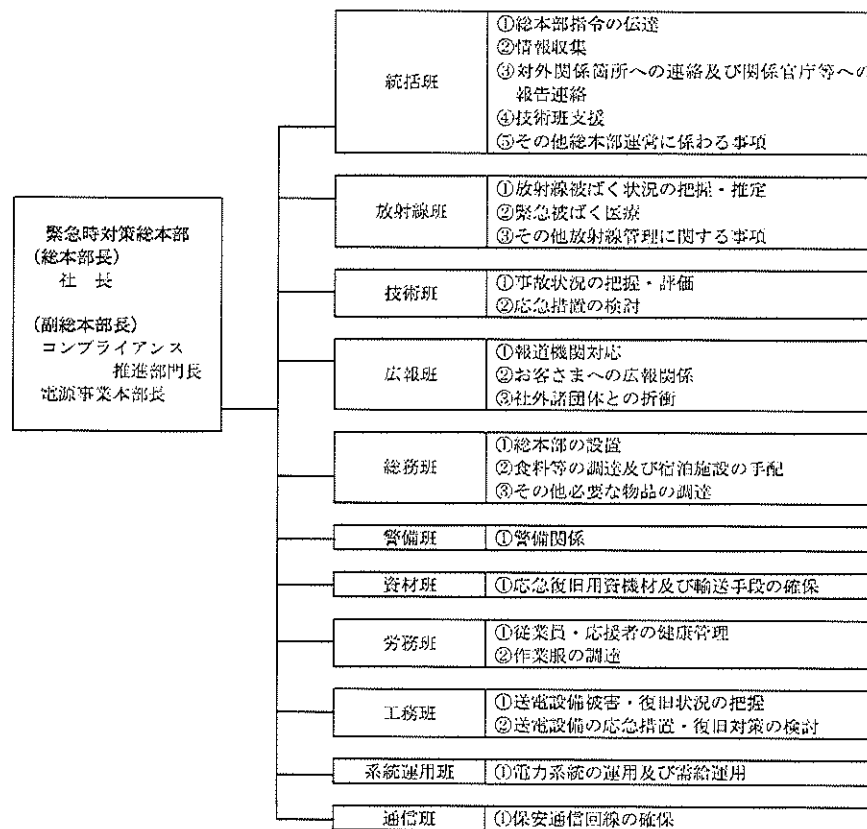 緊急時対策総本部
(総本部長)
社 長
(副総本部長)
コンプライアンス
推進部門長
電源事業本部長
統括班
①総本部指令の伝達
②情報収集
③対外関係箇所への連絡及び関係官庁等への
報告連絡
④技術班支援
⑤その他総本部運営に係わる事項
放射線班
①放射線被ばく状況の把握・推定
②緊急被ばく医療
③その他放射線管理に関する事項
技術班
①事故状況の把握・評価
②応急措置の検討
広報班
①報道機関対応
②お客さまへの広報関係
③社外諸団体との折衝
総務班
①総本部の設置
②食料等の調達及び宿泊施設の手配
③その他必要な物品の調達
警備班
①警備関係
資材班
①応急復旧用資機材及び輸送手段の確保
労務班
①従業員・応援者の健康管理
②作業服の調達
工務班
①送電設備被害・復旧状況の把握
②送電設備の応急措置・復旧対策の検討
系統運用班
①電力系統の運用及び需給運用
通信班
①保安通信回線の確保